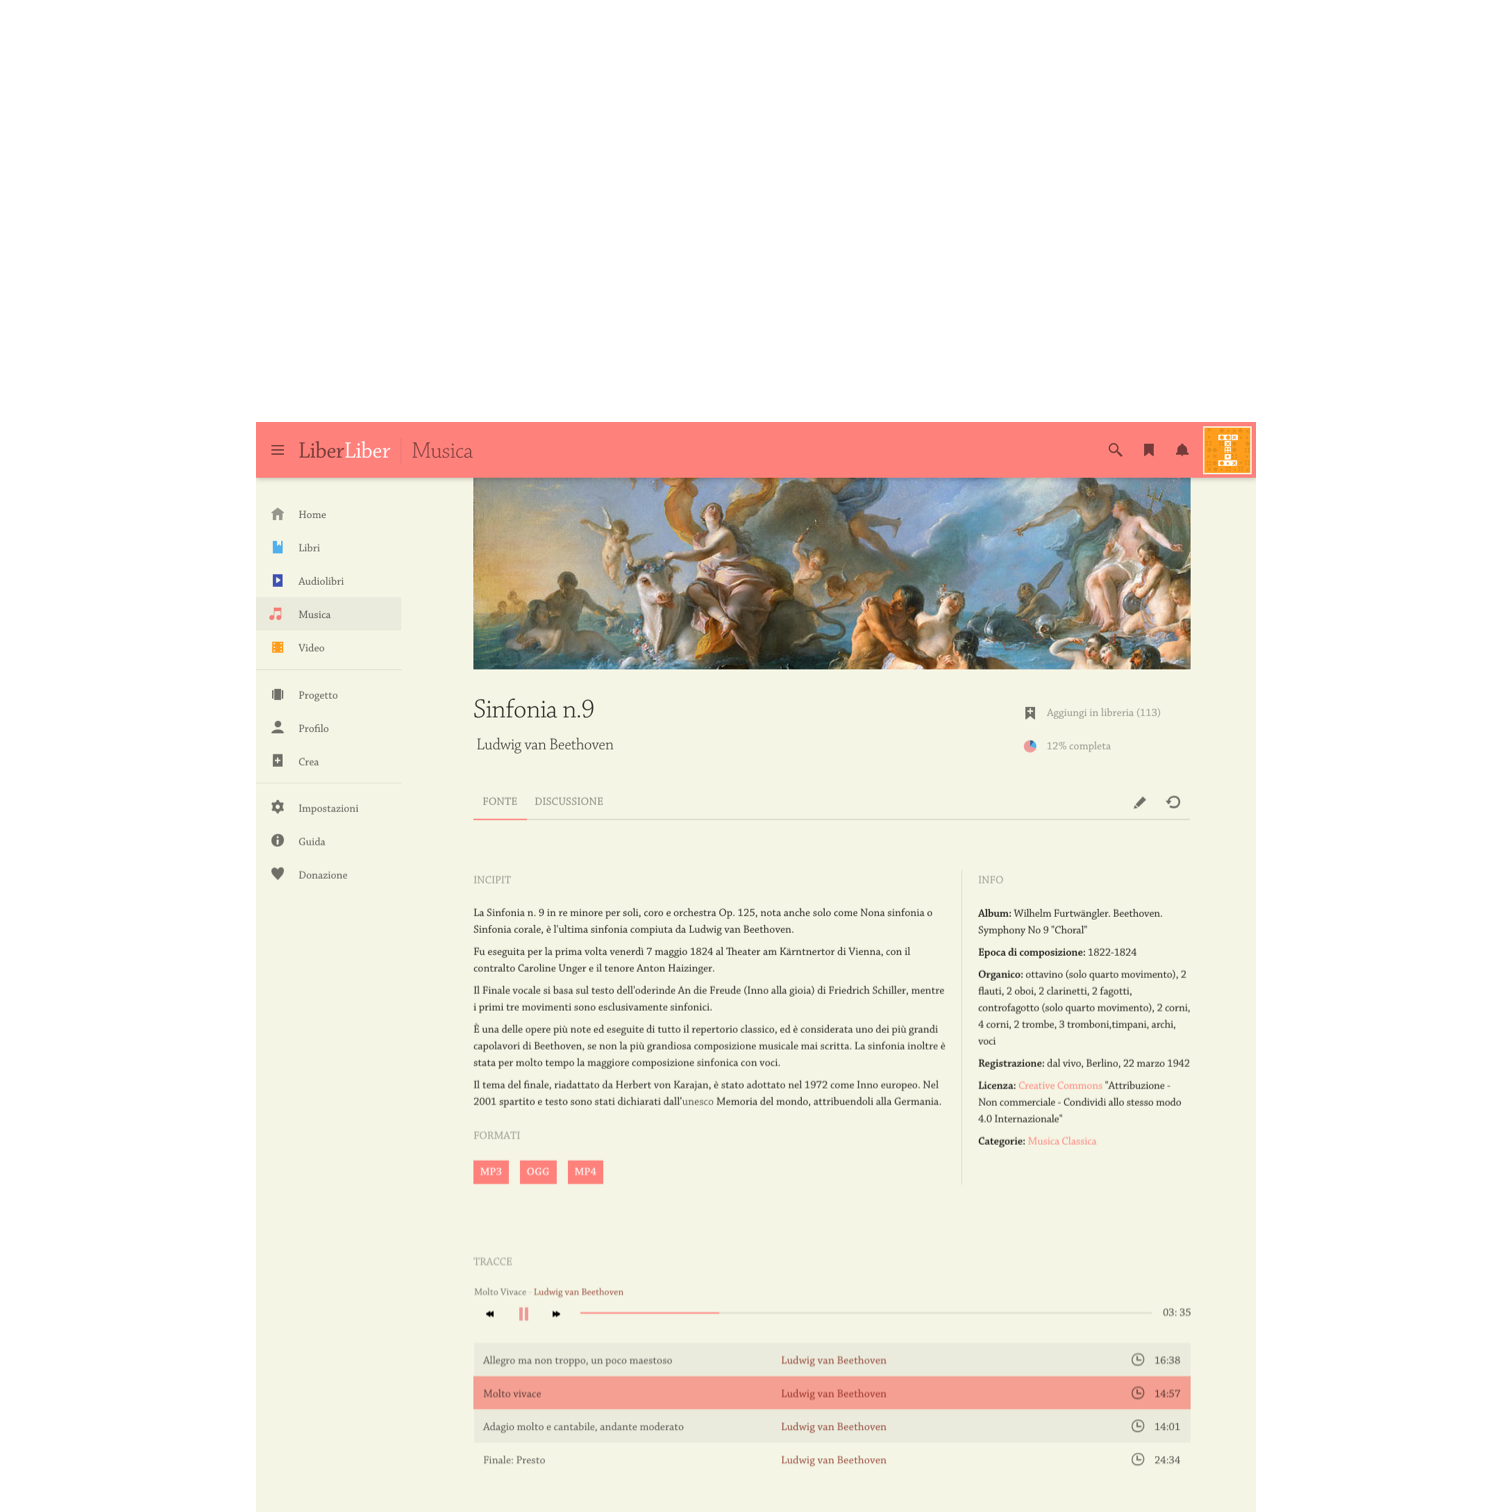 LiberLiber Musica
Home
Libri
Audiolibri
Musica
Video
Progetto
Profilo
Crea
Impostazioni
Guida
Donazione
Sinfonia n.9
Ludwig van Beethoven
Aggiungi in libreria (113)
12% completa
FONTE DISCUSSIONE
INCIPIT
La Sinfonia n. 9 in re minore per soli, coro e orchestra Op. 125, nota anche solo come Nona sinfonia o
Sinfonia corale, è l'ultima sinfonia compiuta da Ludwig van Beethoven.
Fu eseguita per la prima volta venerdì 7 maggio 1824 al Theater am Kärntnertor di Vienna, con il
contralto Caroline Unger e il tenore Anton Haizinger.
Il Finale vocale si basa sul testo dell'oderinde An die Freude (Inno alla gioia) di Friedrich Schiller, mentre
i primi tre movimenti sono esclusivamente sinfonici.
È una delle opere più note ed eseguite di tutto il repertorio classico, ed è considerata uno dei più grandi
capolavori di Beethoven, se non la più grandiosa composizione musicale mai scritta. La sinfonia inoltre è
stata per molto tempo la maggiore composizione sinfonica con voci.
Il tema del finale, riadattato da Herbert von Karajan, è stato adottato nel 1972 come Inno europeo. Nel
2001 spartito e testo sono stati dichiarati dall'unesco Memoria del mondo, attribuendoli alla Germania.
FORMATI
MP3 OGG MP4
INFO
Album: Wilhelm Furtwängler. Beethoven.
Symphony No 9 "Choral"
Epoca di composizione: 1822-1824
Organico: ottavino (solo quarto movimento), 2
flauti, 2 oboi, 2 clarinetti, 2 fagotti,
controfagotto (solo quarto movimento), 2 corni,
4 corni, 2 trombe, 3 tromboni,timpani, archi,
voci
Registrazione: dal vivo, Berlino, 22 marzo 1942
Licenza: Creative Commons "Attribuzione -
Non commerciale - Condividi allo stesso modo
4.0 Internazionale"
Categorie: Musica Classica
TRACCE
Molto Vivace · Ludwig van Beethoven
03: 35
Allegro ma non troppo, un poco maestoso Ludwig van Beethoven 16:38
Molto vivace Ludwig van Beethoven 14:57
Adagio molto e cantabile, andante moderato Ludwig van Beethoven 14:01
Finale: Presto Ludwig van Beethoven 24:34